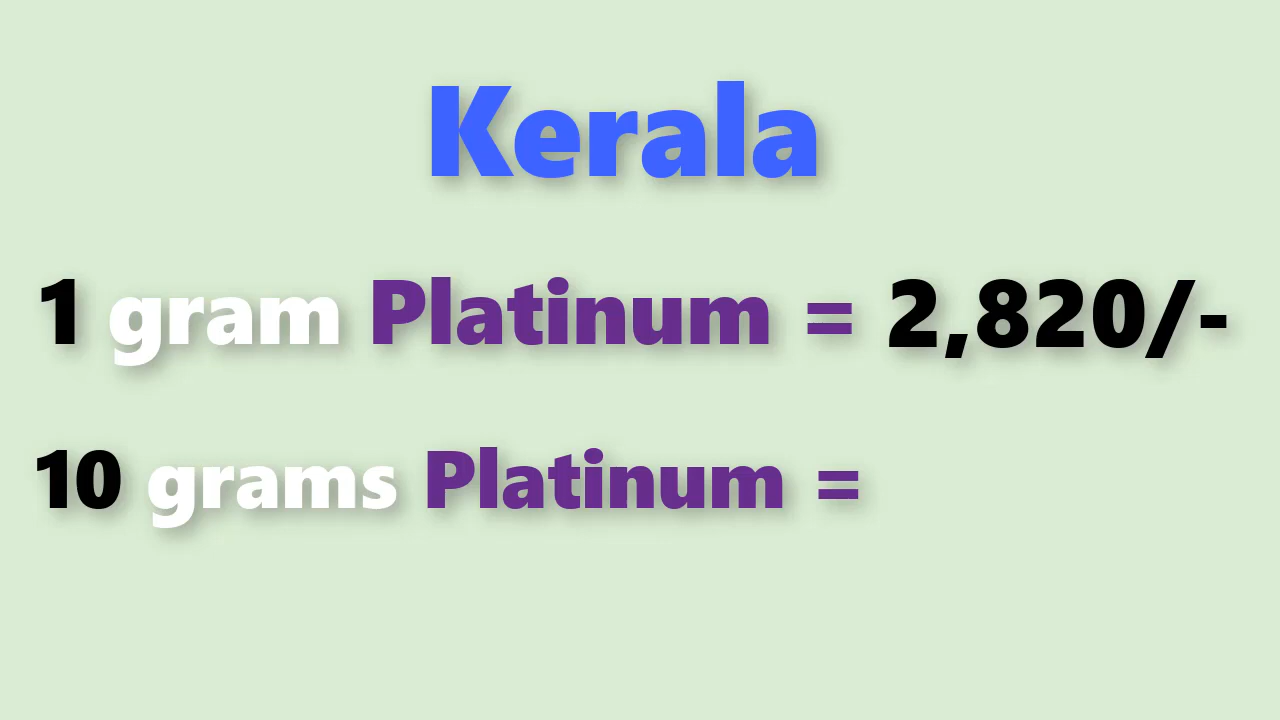 Kerala
1 gram Platinum = 2,820/-
10 grams Platinum =